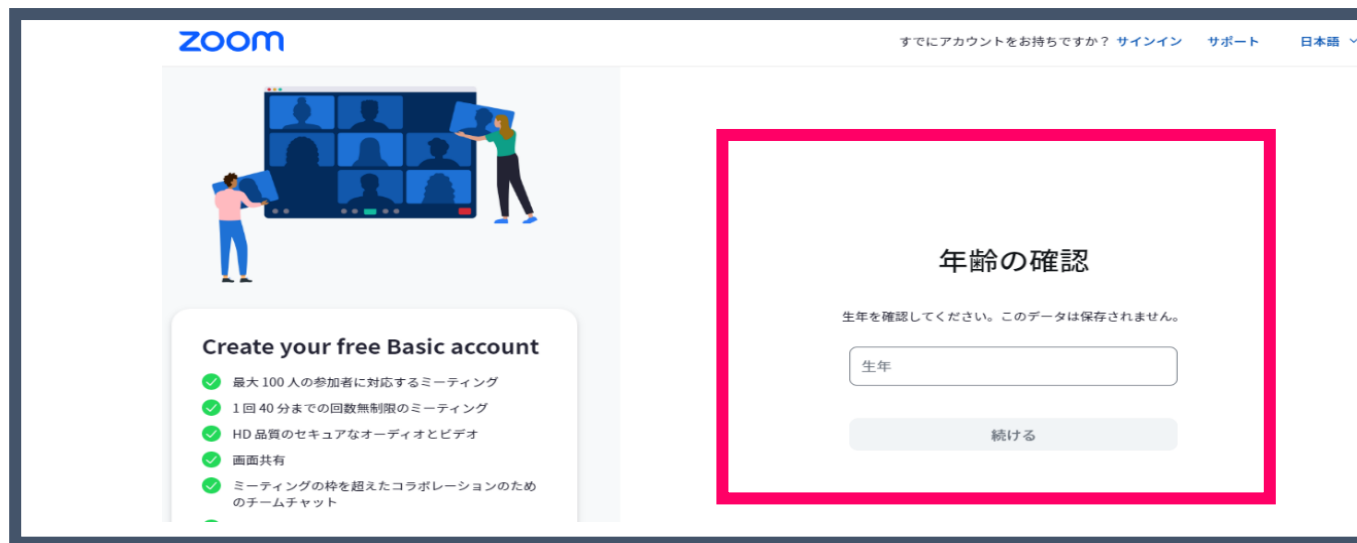 zoom
すでにアカウントをお持ちですか？ サインイン サポート 日本語
年齢の確認
生年を確認してください。このデータは保存されません。
生年
続ける
Create your free Basic account
最大 100 人の参加者に対応するミーティング
1 回 40 分までの回数無制限のミーティング
HD 品質のセキュアなオーディオとビデオ
画面共有
ミーティングの枠を超えたコラボレーションのため
のチームチャット